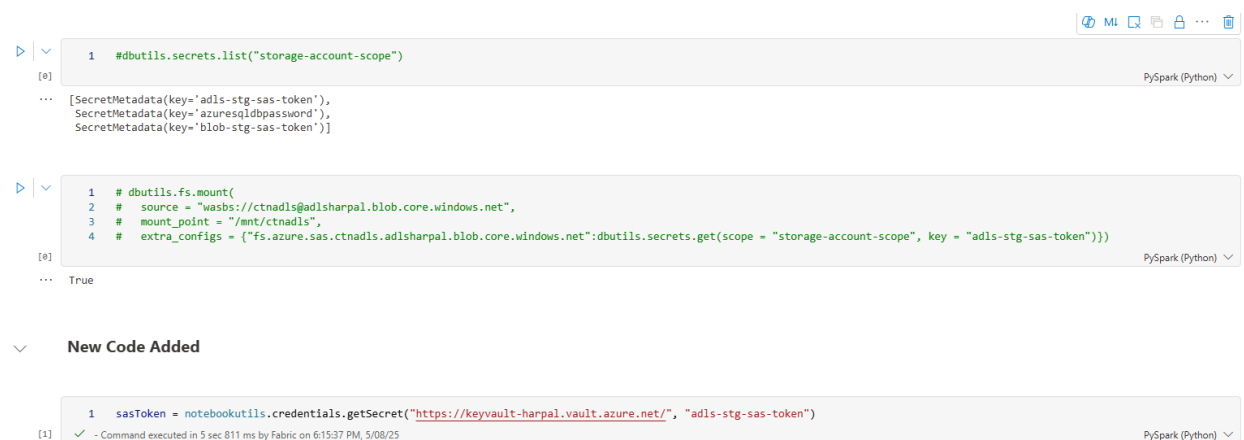 M↓
1 #dbutils.secrets.list("storage-account-scope")
[0]
PySpark (Python)
... [SecretMetadata(key='adls-stg-sas-token'),
SecretMetadata(key='azuresqldbpassword'),
SecretMetadata(key='blob-stg-sas-token')]
1 # dbutils.fs.mount(
2 #   source = "wasbs://ctnadls@adlsharpal.blob.core.windows.net",
3 #   mount_point = "/mnt/ctnadls",
4 #   extra_configs = {"fs.azure.sas.ctnadls.adlsharpal.blob.core.windows.net":dbutils.secrets.get(scope = "storage-account-scope", key = "adls-stg-sas-token")})
[0]
PySpark (Python)
... True
New Code Added
1 sasToken = notebookutils.credentials.getSecret("https://keyvault-harpal.vault.azure.net/", "adls-stg-sas-token")
[1] - Command executed in 5 sec 811 ms by Fabric on 6:15:37 PM, 5/08/25
PySpark (Python)